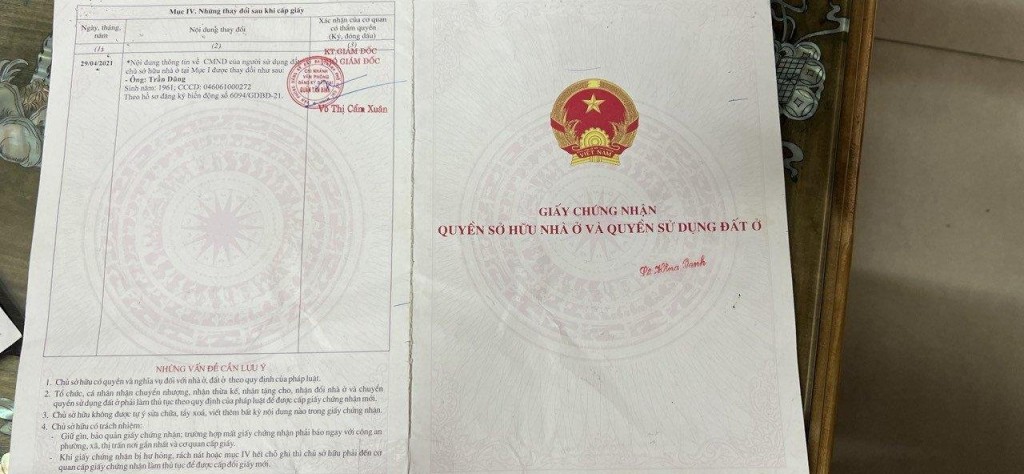 Mục IV. Những thay đổi sau khi cấp giấy
Ngày, tháng, năm
Nội dung thay đổi
Xác nhận của cơ quan có thẩm quyền (Ký, đóng dấu)
(1)
(2)
(3)
29/04/2021
*Nội dung thông tin về CMND của người sử dụng
chủ sở hữu nhà ở tại Mục I được thay đổi như sau:
- Ông: Trần Dũng
Sinh năm: 1961; CCCD: 046061000272
Theo hồ sơ đăng ký biến động số 6094/GDBD-21.
KT.GIÁM ĐỐC
PHÓ GIÁM ĐỐC
CHI NHÁNH
VĂN PHÒNG
Võ Thị Cẩm Xuân
NHỮNG VẤN ĐỀ CẦN LƯU Ý
1. Chủ sở hữu có quyền và nghĩa vụ đối với nhà ở, đất ở theo quy định của pháp luật.
2. Tổ chức, cá nhân nhận chuyển nhượng, nhận thừa kế, nhận tặng cho, nhận đổi nhà ở và chuyển
quyền sử dụng đất ở phải làm thủ tục theo quy định của pháp luật để được cấp giấy chứng nhận mới.
3. Chủ sở hữu không được tự ý sửa chữa, tẩy xoá, viết thêm bất kỳ nội dung nào trong giấy chứng nhận.
4. Chủ sở hữu có trách nhiệm:
- Giữ gìn, bảo quản giấy chứng nhận; trường hợp mất giấy chứng nhận phải báo ngay với công an
phường, xã, thị trấn nơi gần nhất và cơ quan cấp giấy.
- Khi giấy chứng nhận bị hư hỏng, rách nát hoặc mục IV hết chỗ ghi thì chủ sở hữu phải đến cơ
quan cấp giấy chứng nhận làm thủ tục để được cấp đổi giấy mới.
VIỆT NAM
GIẤY CHỨNG NHẬN
QUYỀN SỞ HỮU NHÀ Ở VÀ QUYỀN SỬ DỤNG ĐẤT Ở